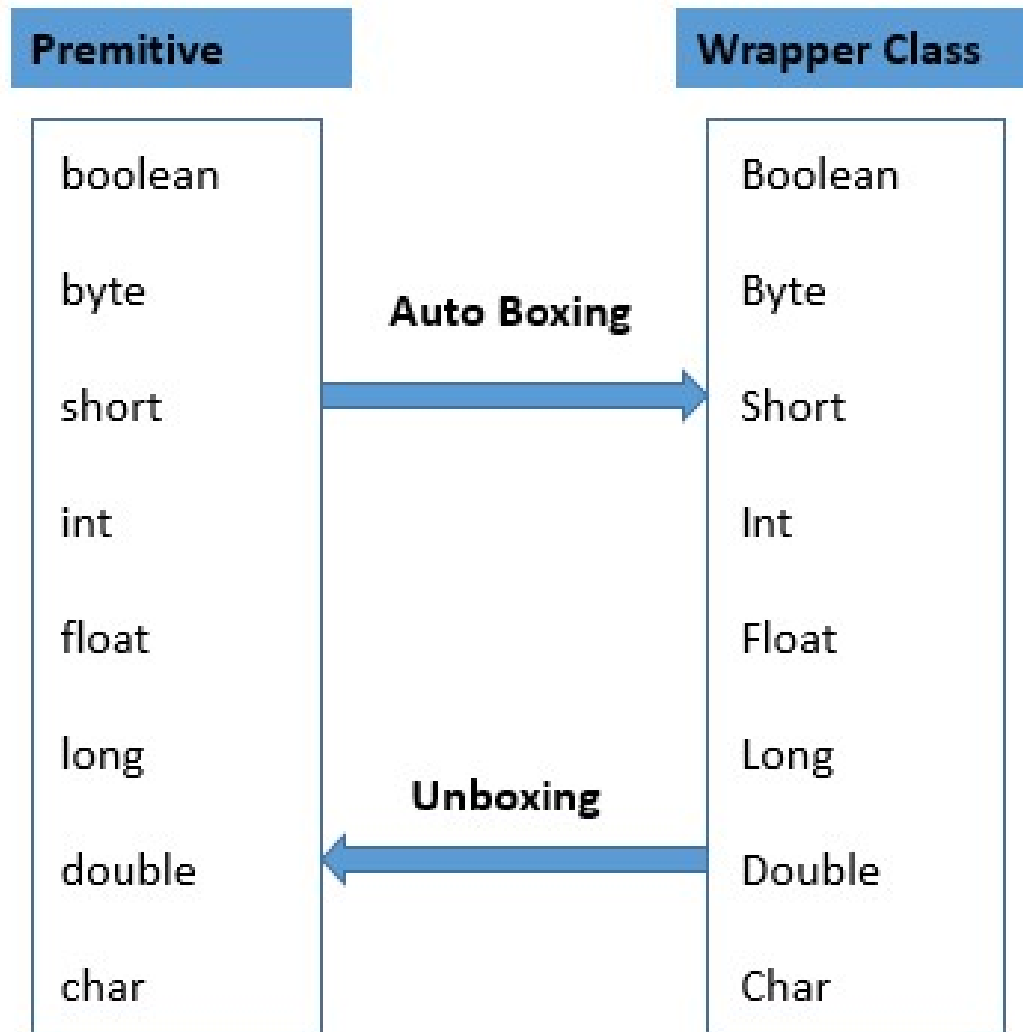 Premitive
Wrapper Class
boolean
byte
short
int
float
long
double
char
Auto Boxing
Unboxing
Boolean
Byte
Short
Int
Float
Long
Double
Char